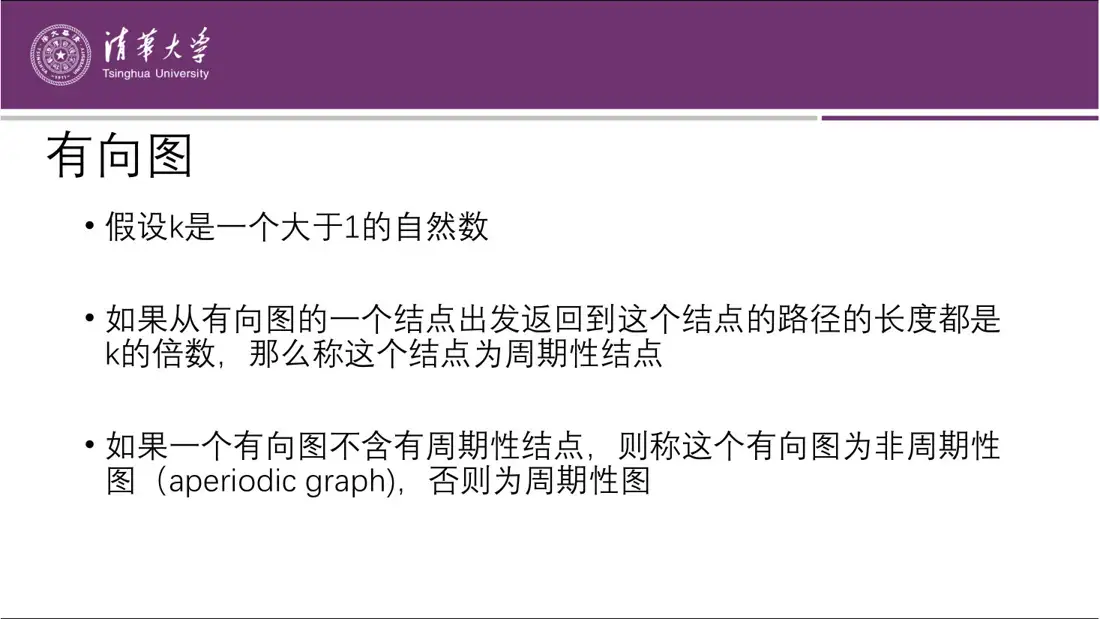 清华大学
Tsinghua University
有向图
• 假设k是一个大于1的自然数
• 如果从有向图的一个结点出发返回到这个结点的路径的长度都是
k的倍数，那么称这个结点为周期性结点
• 如果一个有向图不含有周期性结点，则称这个有向图为非周期性
图（aperiodic graph)，否则为周期性图